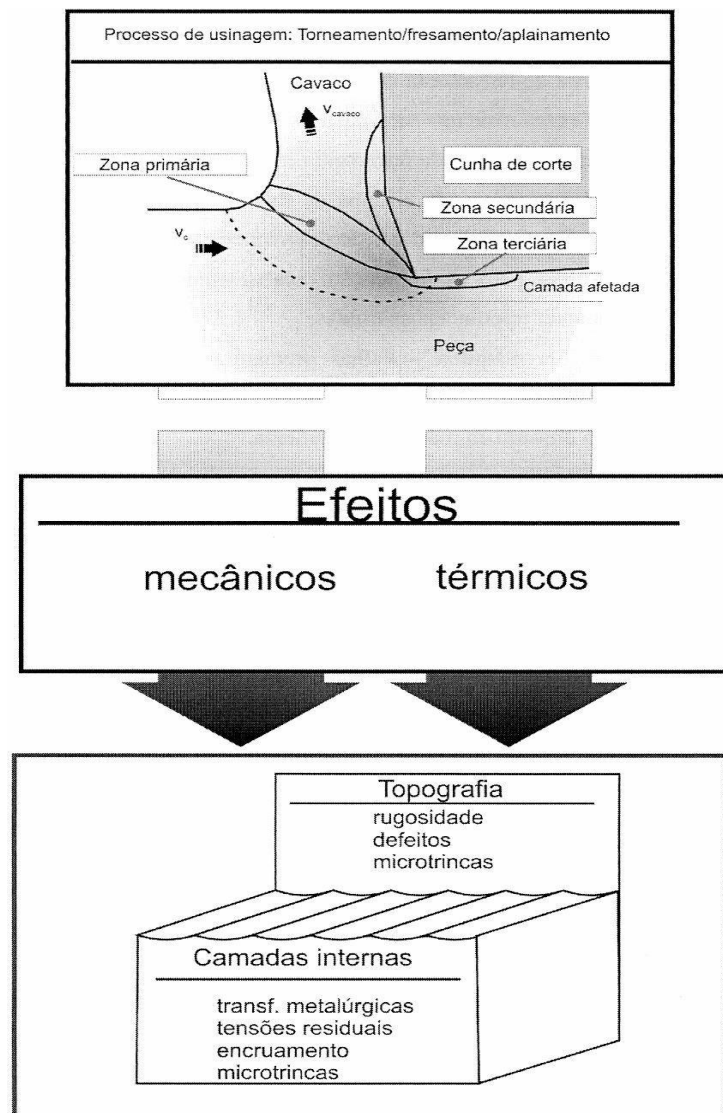 Processo de usinagem: Torneamento/fresamento/aplainamento
Cavaco
Vcavaco
Zona primária
Cunha de corte
Zona secundária
Vc
Zona terciária
Camada afetada
Peça
Efeitos
mecânicos térmicos
Topografia
rugosidade
defeitos
microtrincas
Camadas internas
transf. metalúrgicas
tensões residuais
encruamento
microtrincas